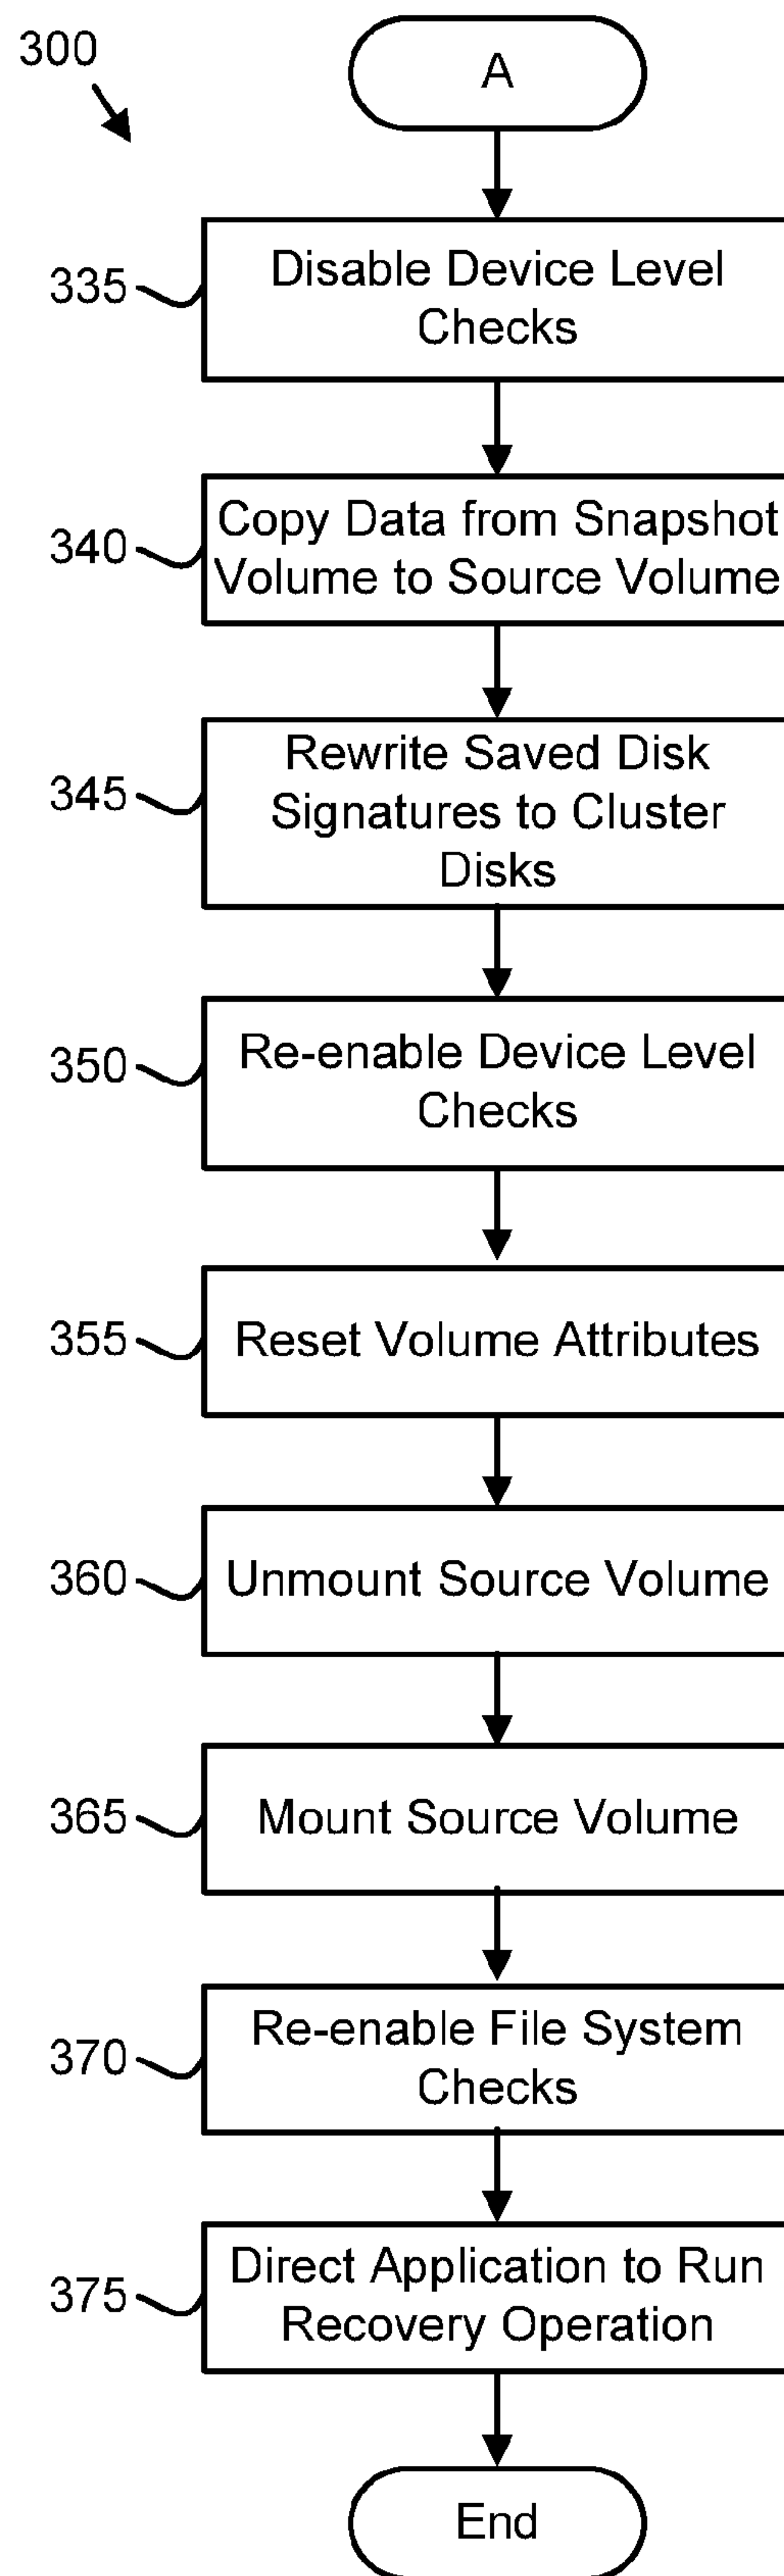 300
A
335
Disable Device Level
Checks
340
Copy Data from Snapshot
Volume to Source Volume
345
Rewrite Saved Disk
Signatures to Cluster
Disks
350
Re-enable Device Level
Checks
355
Reset Volume Attributes
360
Unmount Source Volume
365
Mount Source Volume
370
Re-enable File System
Checks
375
Direct Application to Run
Recovery Operation
End